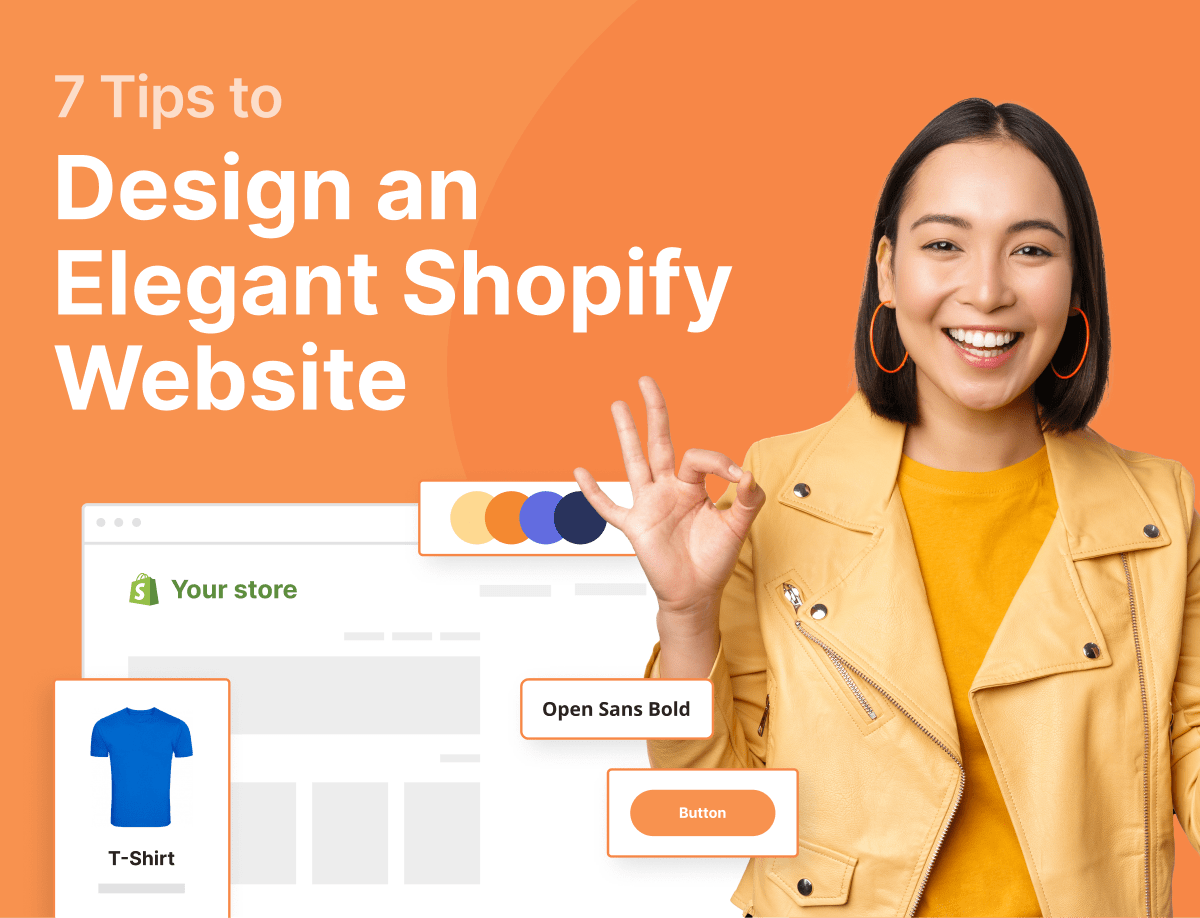 7 Tips to
Design an
Elegant Shopify
Website
Your store
Open Sans Bold
Button
T-Shirt